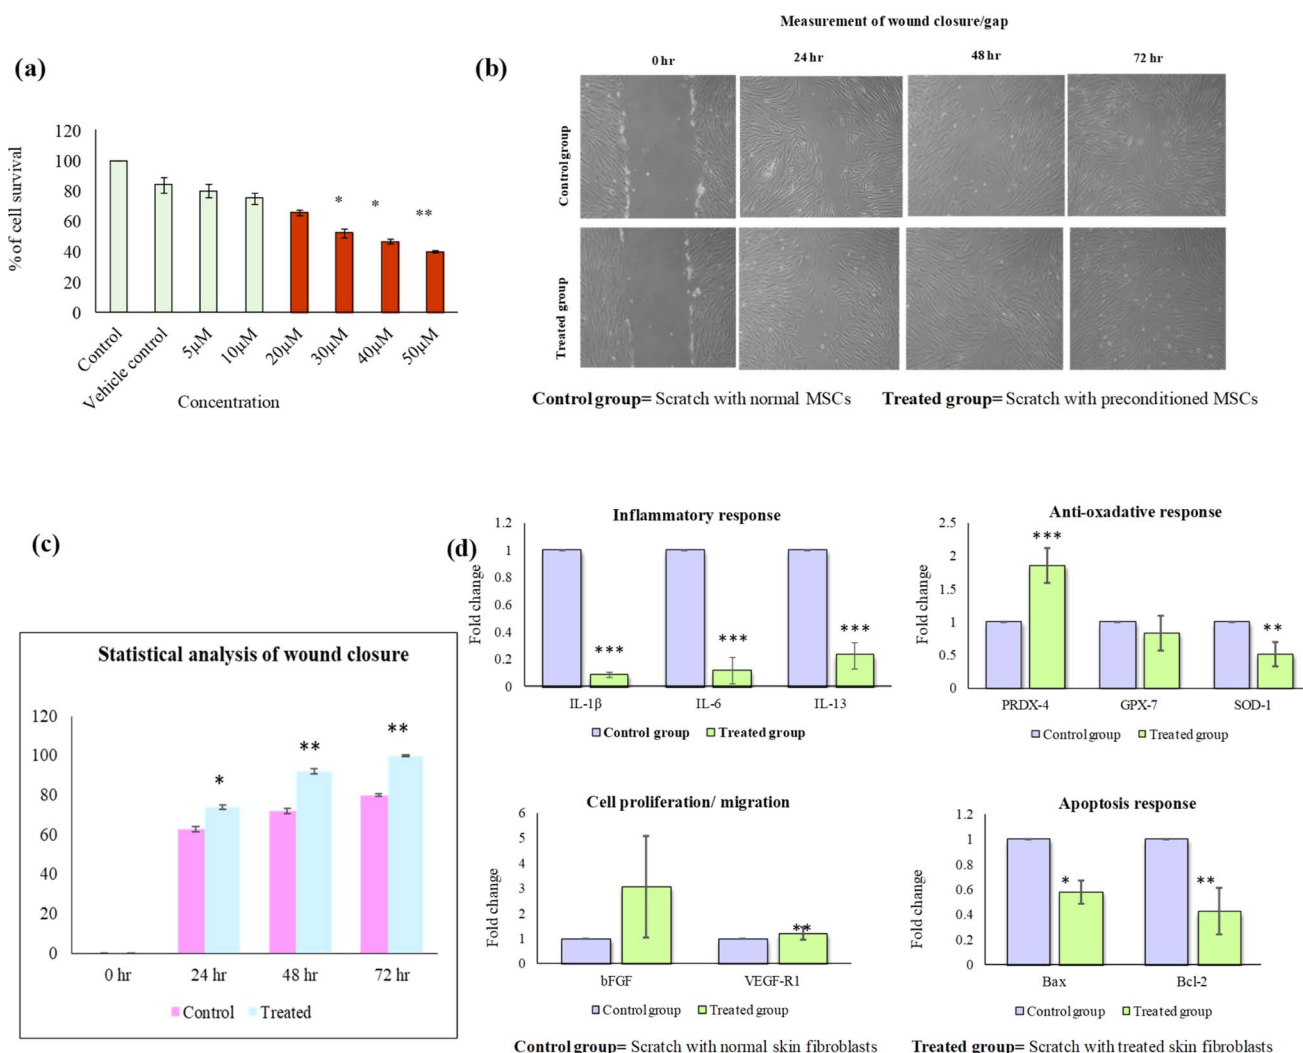 (a)
% of cell survival
120
100
80
60
40
20
0
* * **
Control
Vehicle control
5µM
10µM
20µM
30µM
40µM
50µM
Concentration
(b)
Measurement of wound closure/gap
0 hr 24 hr 48 hr 72 hr
Control group
Treated group
Control group= Scratch with normal MSCs Treated group= Scratch with preconditioned MSCs
(c)
Statistical analysis of wound closure
120
100
80
60
40
20
0
* ** **
0 hr 24 hr 48 hr 72 hr
Control Treated
(d)
Inflammatory response
Fold change
1.2
1
0.8
0.6
0.4
0.2
0
*** *** ***
IL-1β IL-6 IL-13
Control group Treated group
Anti-oxadative response
Fold change
2.5
2
1.5
1
0.5
0
*** **
PRDX-4 GPX-7 SOD-1
Control group Treated group
Cell proliferation/ migration
Fold change
6
5
4
3
2
1
0
**
bFGF VEGF-R1
Control group Treated group
Apoptosis response
Fold change
1.2
1
0.8
0.6
0.4
0.2
0
* **
Bax Bcl-2
Control group Treated group
Control group= Scratch with normal skin fibroblasts Treated group= Scratch with treated skin fibroblasts